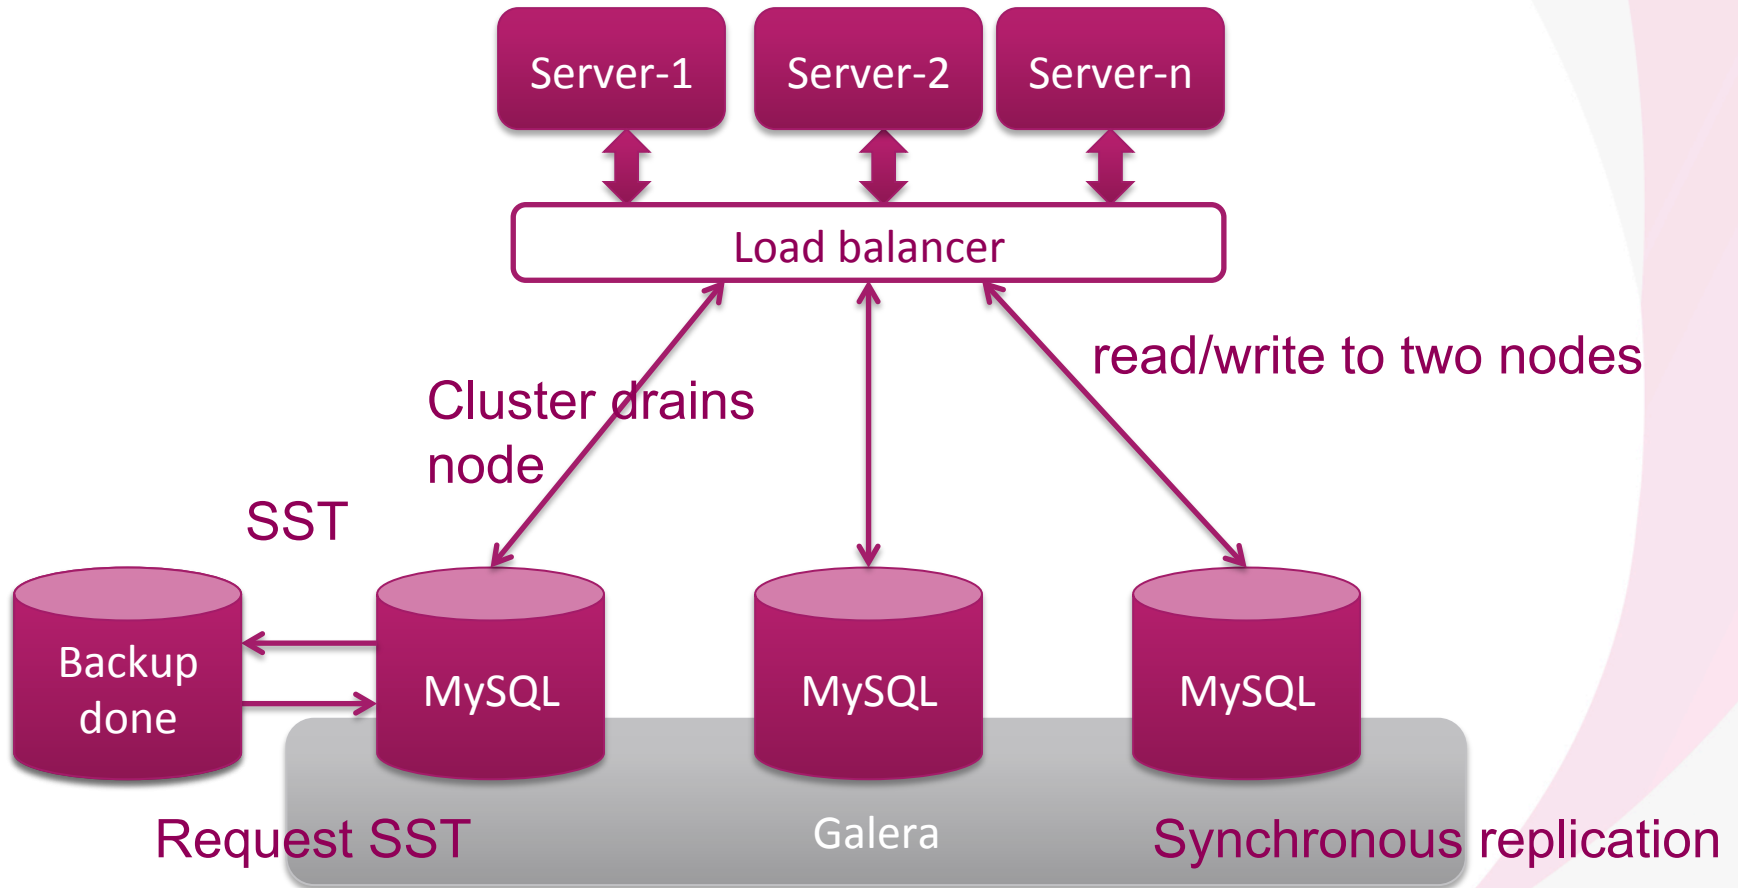 Server-1
Server-2
Server-n
Load balancer
read/write to two nodes
Cluster drains
node
SST
Backup
done
MySQL
MySQL
MySQL
Request SST
Galera
Synchronous replication